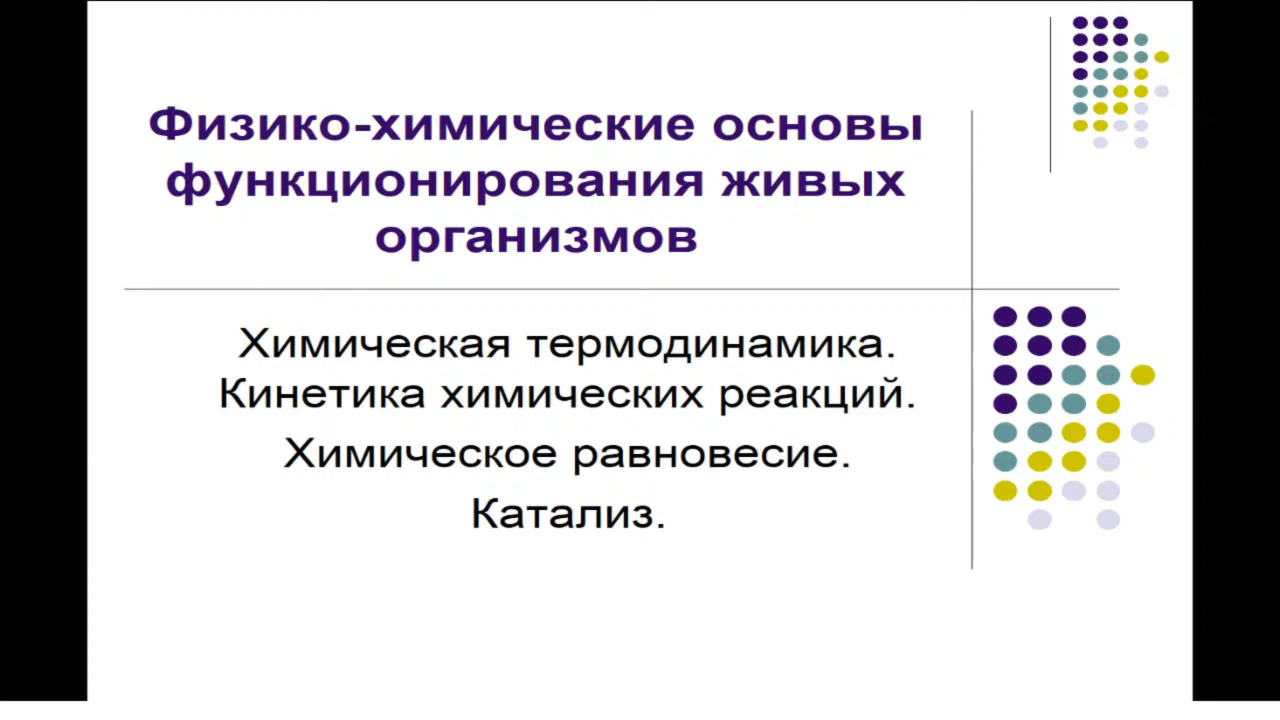 Физико-химические основы
функционирования живых
организмов
Химическая термодинамика.
Кинетика химических реакций.
Химическое равновесие.
Катализ.